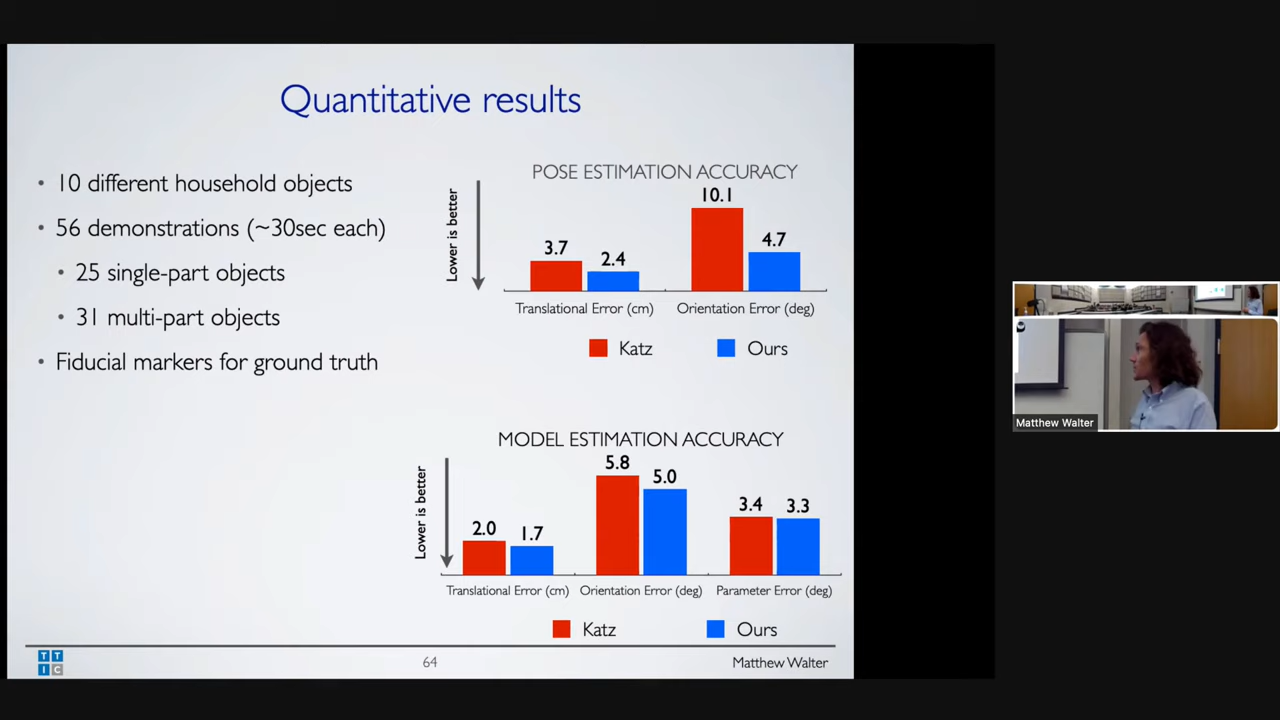 Quantitative results
• 10 different household objects
• 56 demonstrations (~30sec each)
• 25 single-part objects
• 31 multi-part objects
• Fiducial markers for ground truth
POSE ESTIMATION ACCURACY
Lower is better
10.1
3.7
2.4
4.7
Translational Error (cm)
Orientation Error (deg)
Katz
Ours
MODEL ESTIMATION ACCURACY
Lower is better
5.8
5.0
2.0
1.7
3.4
3.3
Translational Error (cm)
Orientation Error (deg)
Parameter Error (deg)
Katz
Ours
TTIC
64
Matthew Walter
Matthew Walter